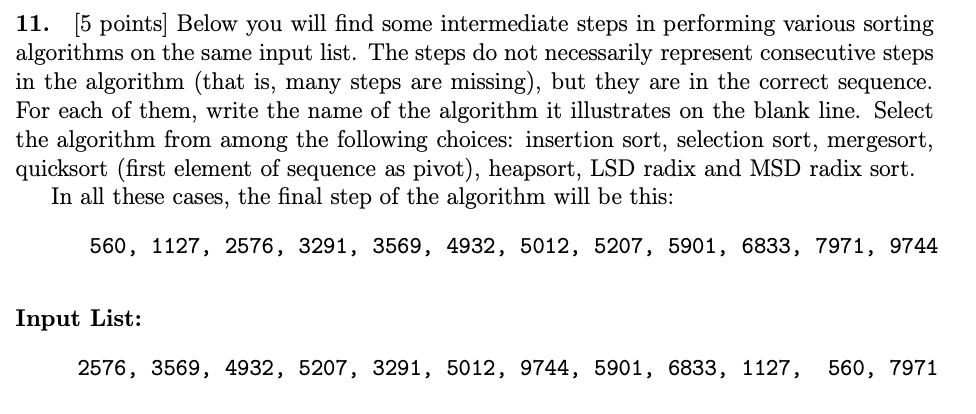 11. [5 points] Below you will find some intermediate steps in performing various sorting
algorithms on the same input list. The steps do not necessarily represent consecutive steps
in the algorithm (that is, many steps are missing), but they are in the correct sequence.
For each of them, write the name of the algorithm it illustrates on the blank line. Select
the algorithm from among the following choices: insertion sort, selection sort, mergesort,
quicksort (first element of sequence as pivot), heapsort, LSD radix and MSD radix sort.
In all these cases, the final step of the algorithm will be this:
560, 1127, 2576, 3291, 3569, 4932, 5012, 5207, 5901, 6833, 7971, 9744
Input List:
2576, 3569, 4932, 5207, 3291, 5012, 9744, 5901, 6833, 1127, 560, 7971